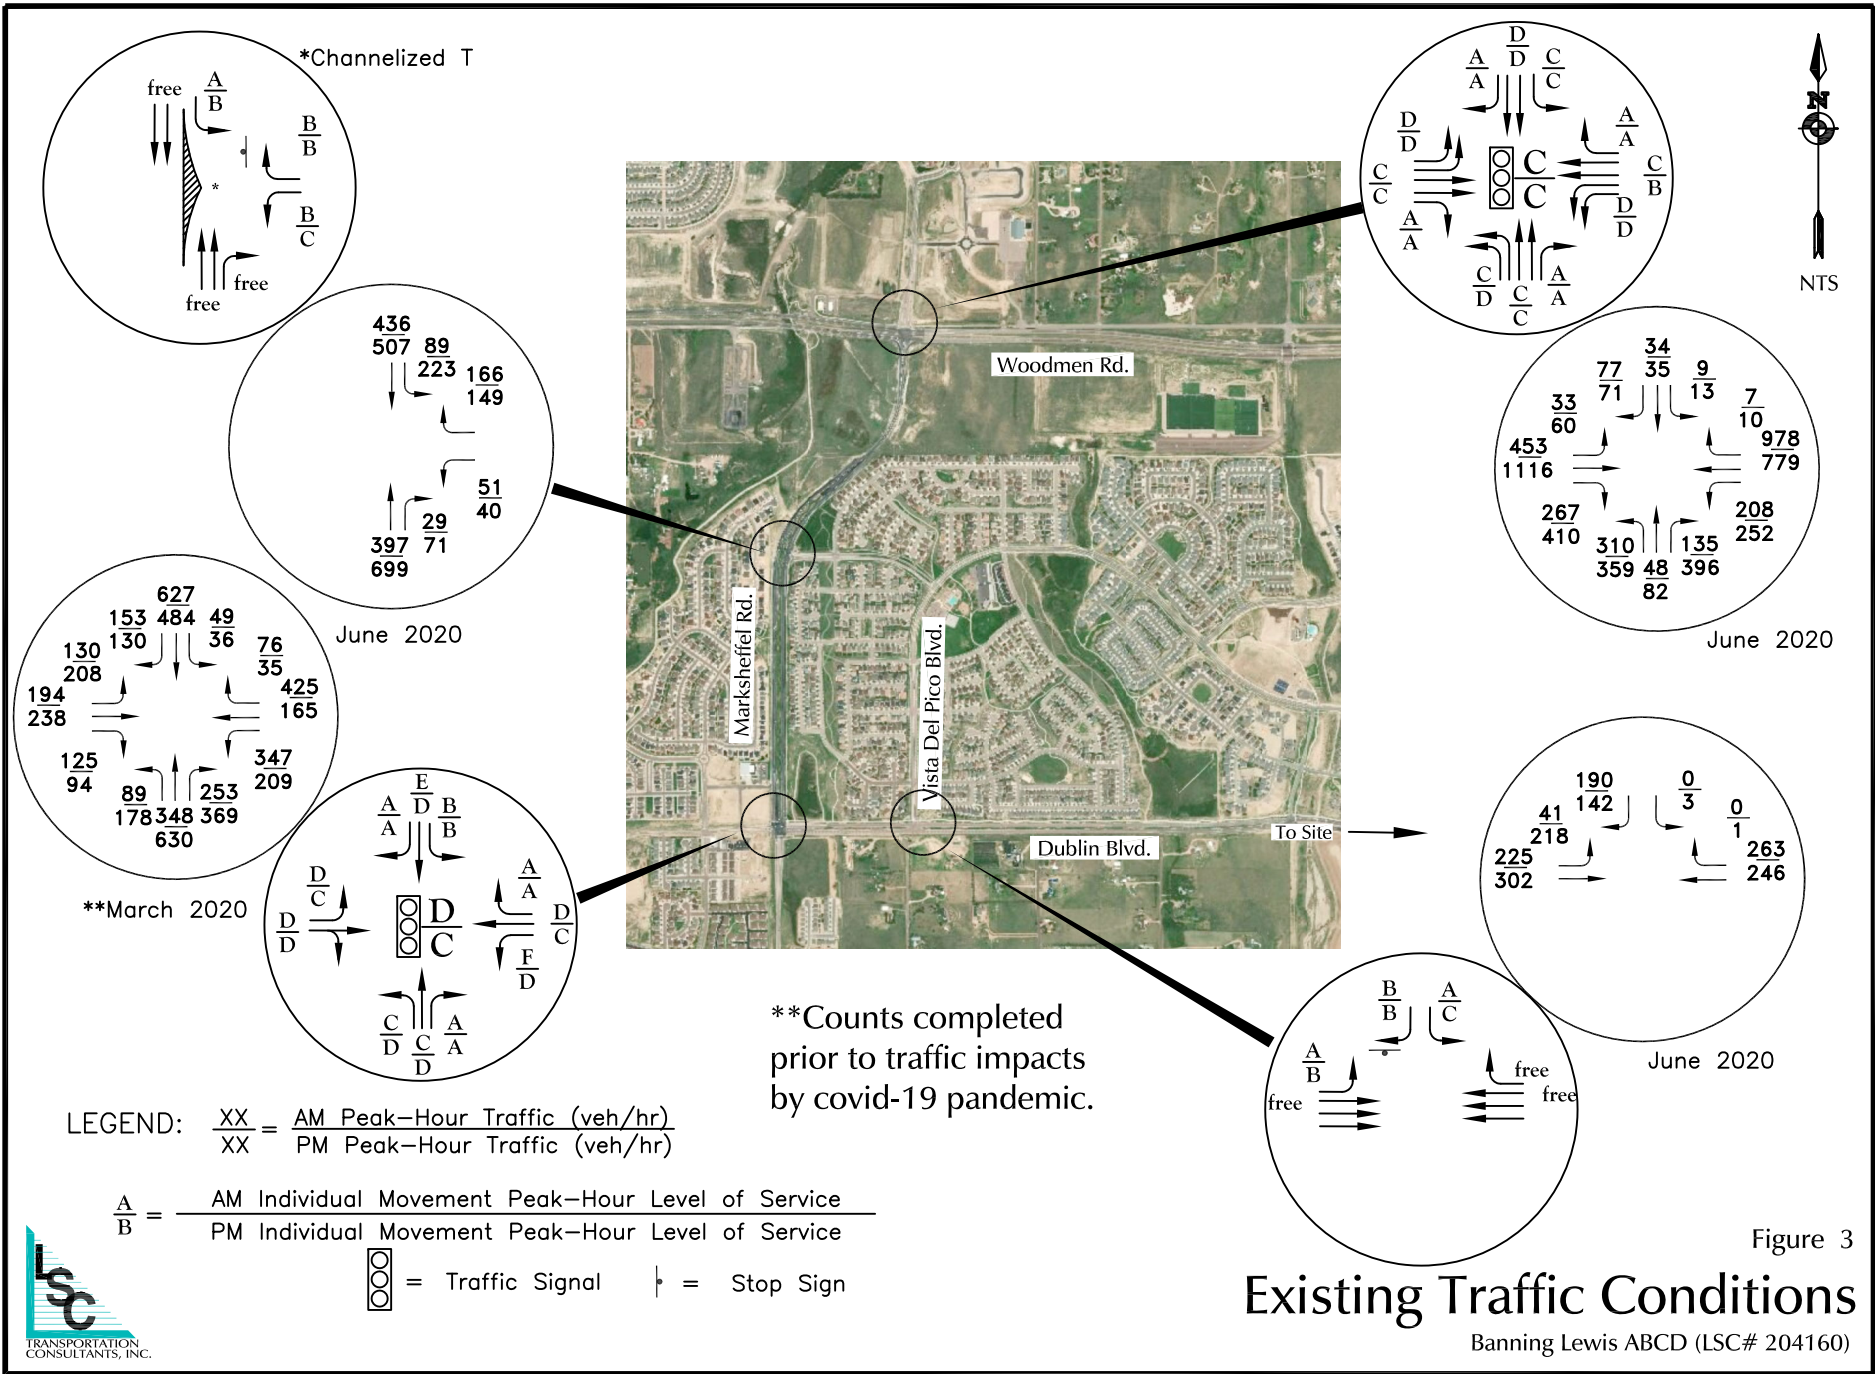 *Channelized T
free
A
B
B
B
*
B
C
free
free
436
507
89
223
166
149
51
40
29
71
397
699
June 2020
627
484
153
130
49
36
130
208
76
35
194
238
425
165
125
94
347
209
89
178
348
630
253
369
**March 2020
E
D
A
A
B
B
D
C
A
A
D
D
D
C
D
C
F
D
C
D
C
D
A
A
D
D
A
A
C
C
D
D
A
A
C
C
C
C
C
B
A
A
D
D
C
D
C
C
A
A
N
NTS
34
35
77
71
9
13
33
60
7
10
453
1116
978
779
267
410
208
252
310
359
48
82
135
396
June 2020
Woodmen Rd.
Marksheffel Rd.
Vista Del Pico Blvd.
Dublin Blvd.
To Site
190
142
0
3
41
218
0
1
225
302
263
246
June 2020
B
B
A
C
A
B
free
free
free
**Counts completed
prior to traffic impacts
by covid-19 pandemic.
LEGEND:
XX
XX
=
AM Peak-Hour Traffic (veh/hr)
PM Peak-Hour Traffic (veh/hr)
A
B
=
AM Individual Movement Peak-Hour Level of Service
PM Individual Movement Peak-Hour Level of Service
= Traffic Signal
= Stop Sign
LSC
TRANSPORTATION
CONSULTANTS, INC.
Figure 3
Existing Traffic Conditions
Banning Lewis ABCD (LSC# 204160)